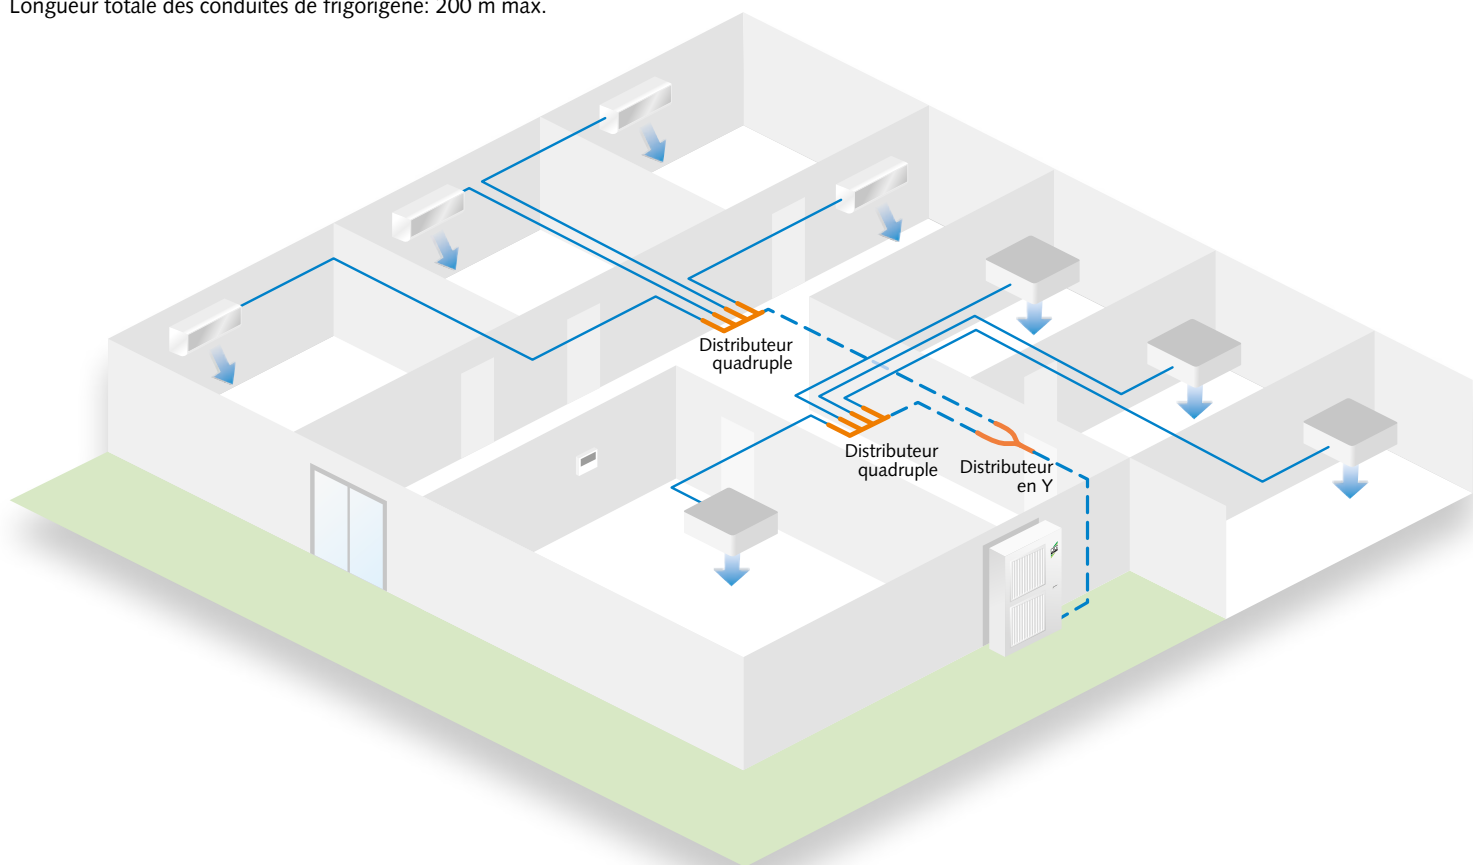 Longueur totale des conduites de frigorigène: 200 m max.
Distributeur
quadruple
Distributeur
quadruple
Distributeur
en Y